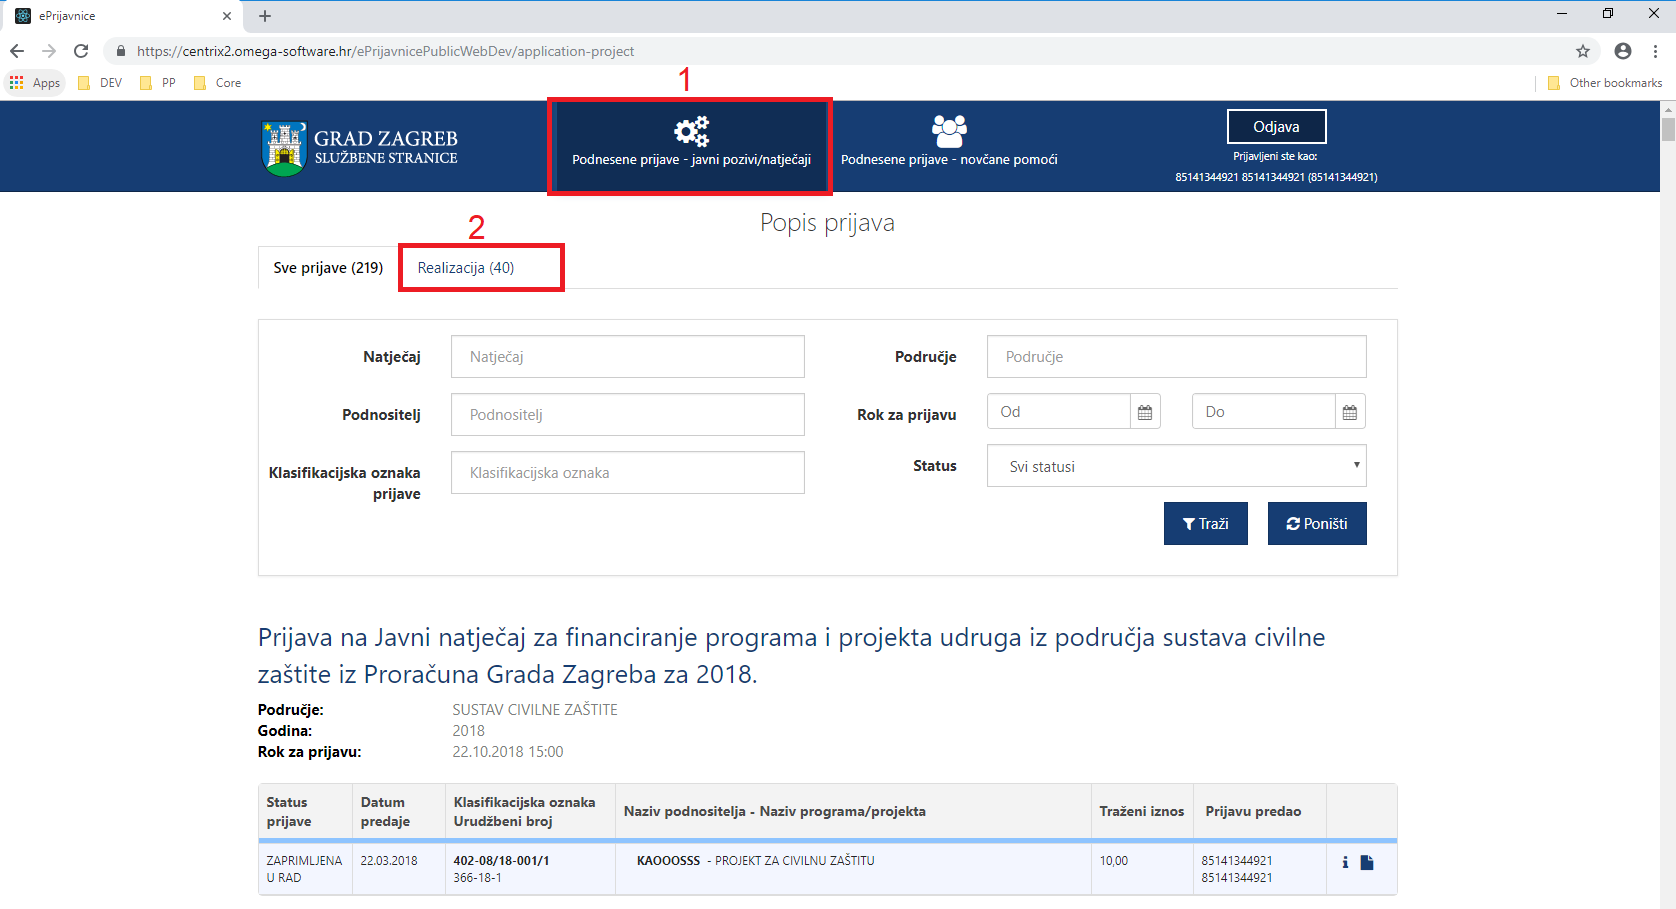 ePrijavnice
https://centrix2.omega-software.hr/ePrijavnicePublicWebDev/application-project
Apps DEV PP Core Other bookmarks
1
GRAD ZAGREB
SLUŽBENE STRANICE
Podnesene prijave - javni pozivi/natječaji
Podnesene prijave - novčane pomoći
Odjava
Prijavljeni ste kao:
85141344921 85141344921 (85141344921)
Popis prijava
2
Sve prijave (219) Realizacija (40)
Natječaj Natječaj
Područje Područje
Podnositelj Podnositelj
Rok za prijavu Od Do
Klasifikacijska oznaka
prijave
Klasifikacijska oznaka
Status Svi statusi
Traži Poništi
Prijava na Javni natječaj za financiranje programa i projekta udruga iz područja sustava civilne
zaštite iz Proračuna Grada Zagreba za 2018.
Područje: SUSTAV CIVILNE ZAŠTITE
Godina: 2018
Rok za prijavu: 22.10.2018 15:00
Status
prijave
Datum
predaje
Klasifikacijska oznaka
Urudžbeni broj
Naziv podnositelja - Naziv programa/projekta
Traženi iznos
Prijavu predao
ZAPRIMLJENA
U RAD
22.03.2018
402-08/18-001/1
366-18-1
KAOOOSSS - PROJEKT ZA CIVILNU ZAŠTITU
10,00
85141344921
85141344921